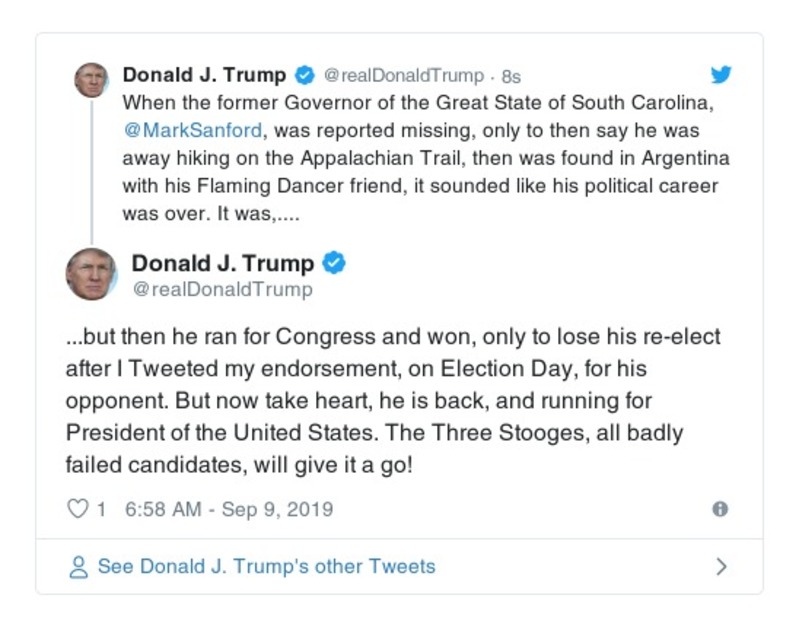 Donald J. Trump @realDonaldTrump · 8s
When the former Governor of the Great State of South Carolina,
@MarkSanford, was reported missing, only to then say he was
away hiking on the Appalachian Trail, then was found in Argentina
with his Flaming Dancer friend, it sounded like his political career
was over. It was,....
Donald J. Trump
@realDonaldTrump
...but then he ran for Congress and won, only to lose his re-elect
after I Tweeted my endorsement, on Election Day, for his
opponent. But now take heart, he is back, and running for
President of the United States. The Three Stooges, all badly
failed candidates, will give it a go!
1 6:58 AM - Sep 9, 2019
See Donald J. Trump's other Tweets